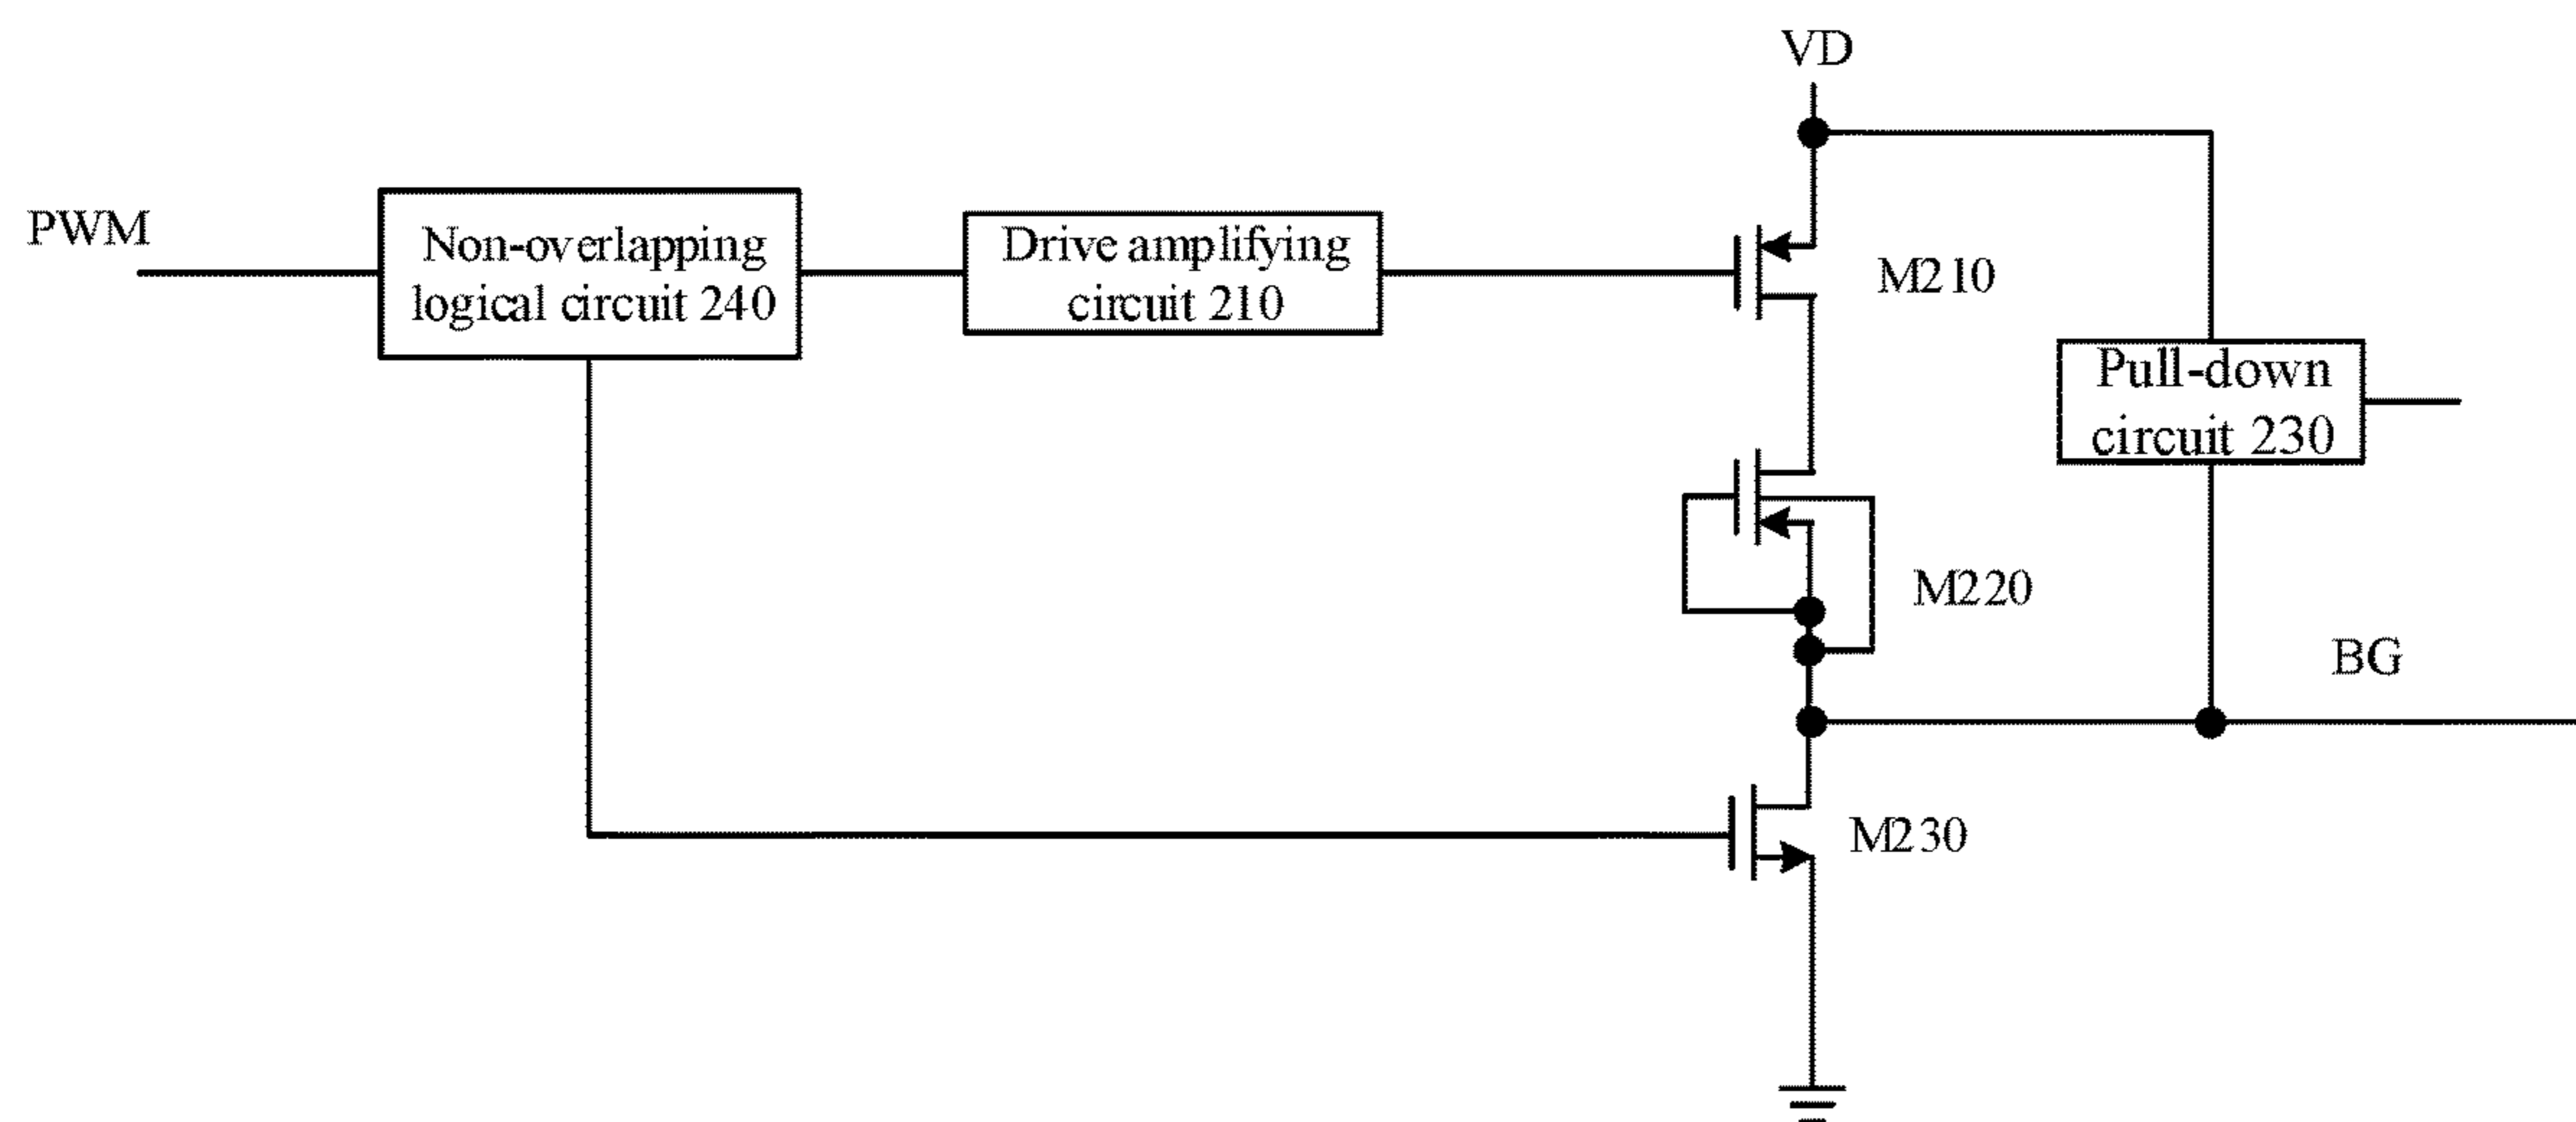 VD
PWM
Non-overlapping
logical circuit 240
Drive amplifying
circuit 210
M210
Pull-down
circuit 230
M220
BG
M230